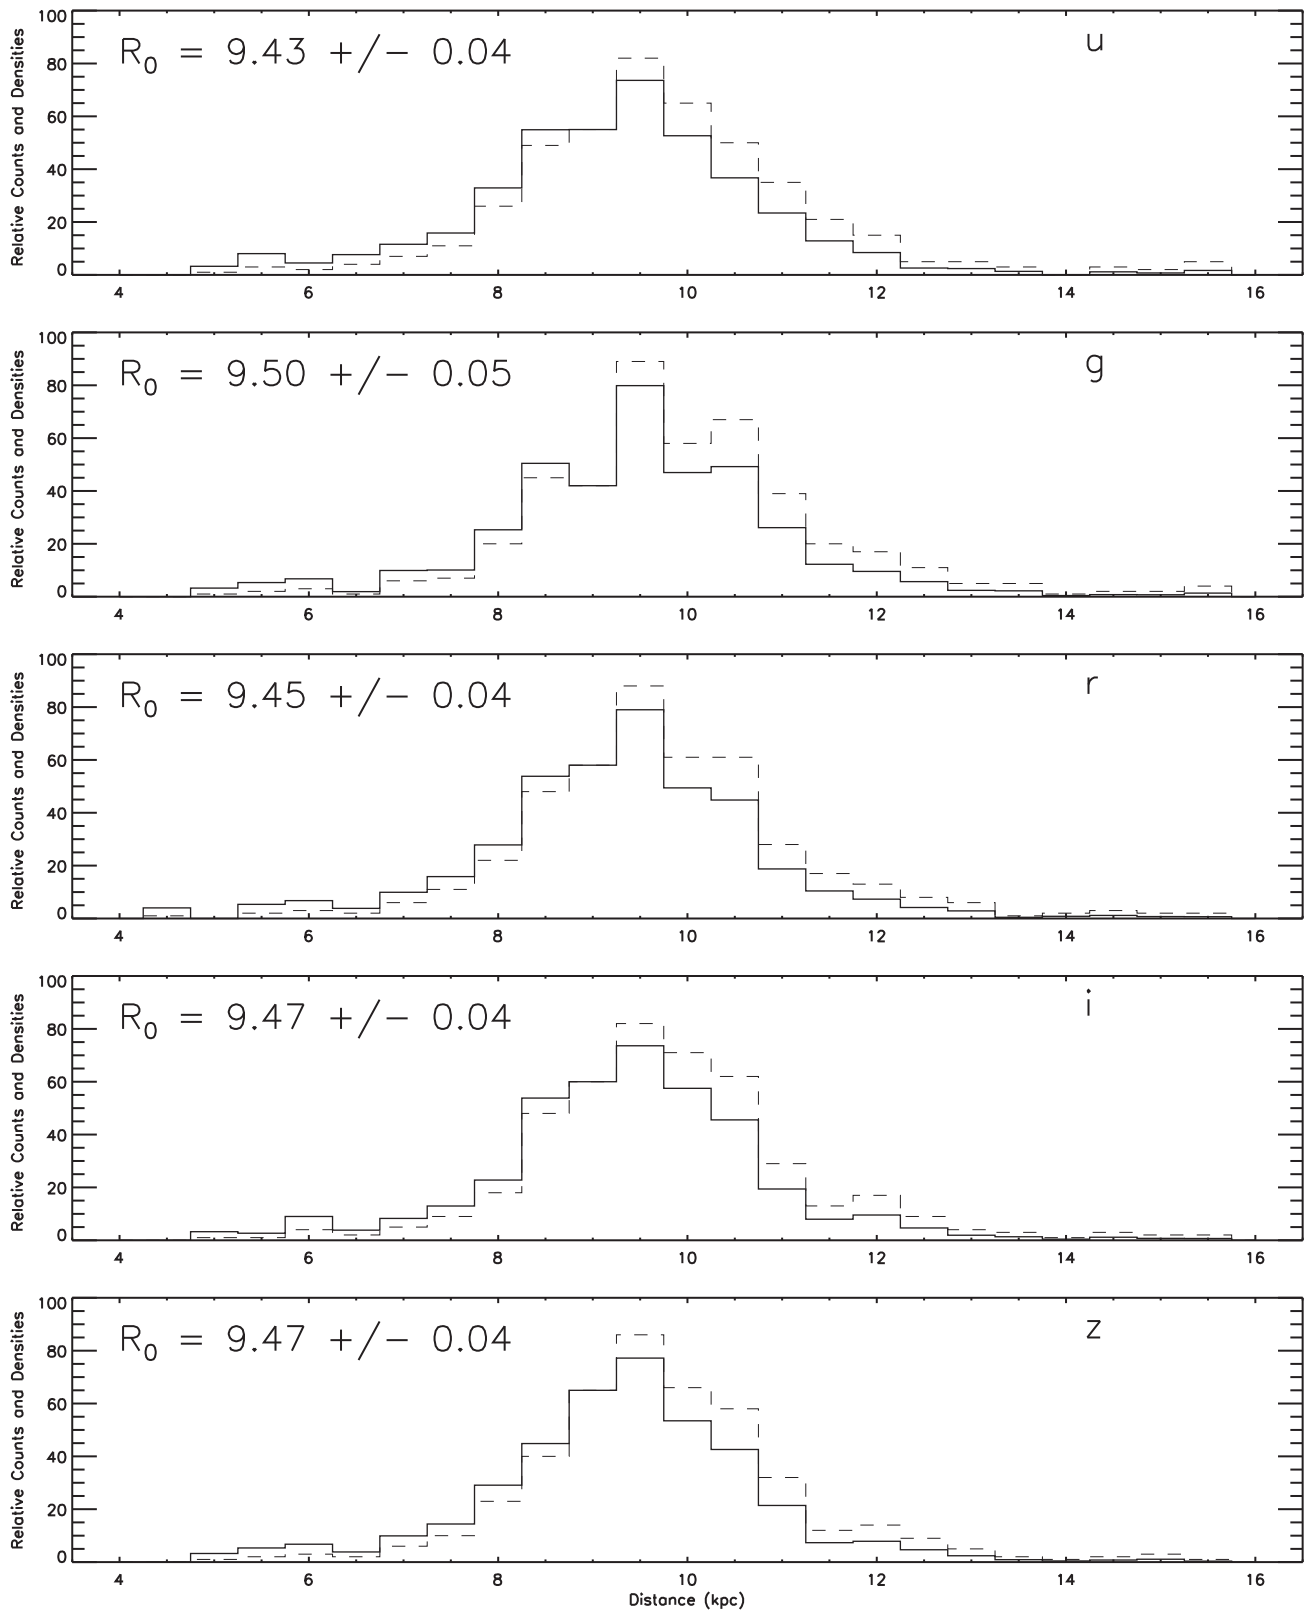 R0 = 9.43 +/− 0.04
u
Relative Counts and Densities
100
80
60
40
20
0
4 6 8 10 12 14 16
R0 = 9.50 +/− 0.05
g
Relative Counts and Densities
100
80
60
40
20
0
4 6 8 10 12 14 16
R0 = 9.45 +/− 0.04
r
Relative Counts and Densities
100
80
60
40
20
0
4 6 8 10 12 14 16
R0 = 9.47 +/− 0.04
i
Relative Counts and Densities
100
80
60
40
20
0
4 6 8 10 12 14 16
R0 = 9.47 +/− 0.04
z
Relative Counts and Densities
100
80
60
40
20
0
4 6 8 10 12 14 16
Distance (kpc)